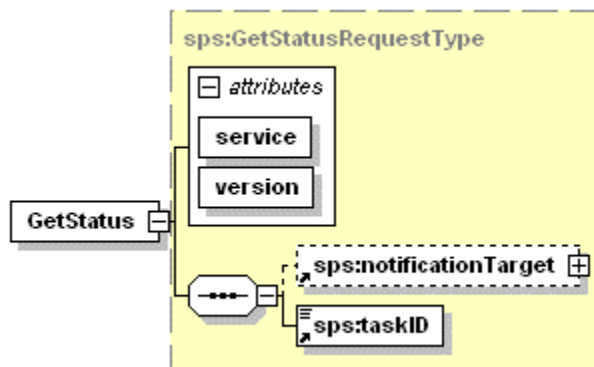 sps:GetStatusRequestType
attributes
service
version
GetStatus
sps:notificationTarget
sps:taskID